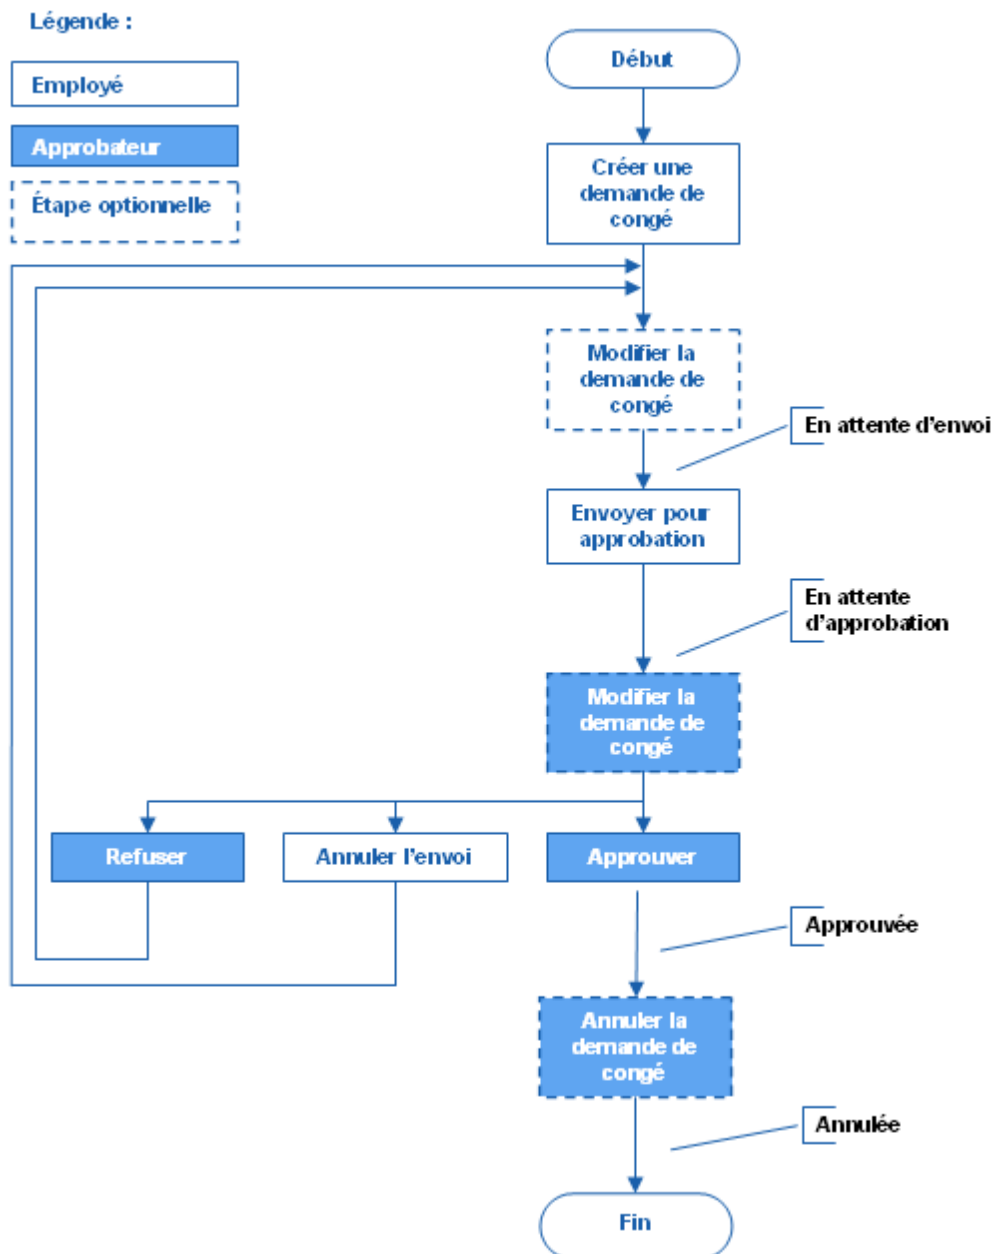 Légende :
Employé
Approbateur
Étape optionnelle
Début
Créer une
demande de
congé
Modifier la
demande de
congé
En attente d'envoi
Envoyer pour
approbation
En attente
d'approbation
Modifier la
demande de
congé
Refuser
Annuler l'envoi
Approuver
Approuvée
Annuler la
demande de
congé
Annulée
Fin